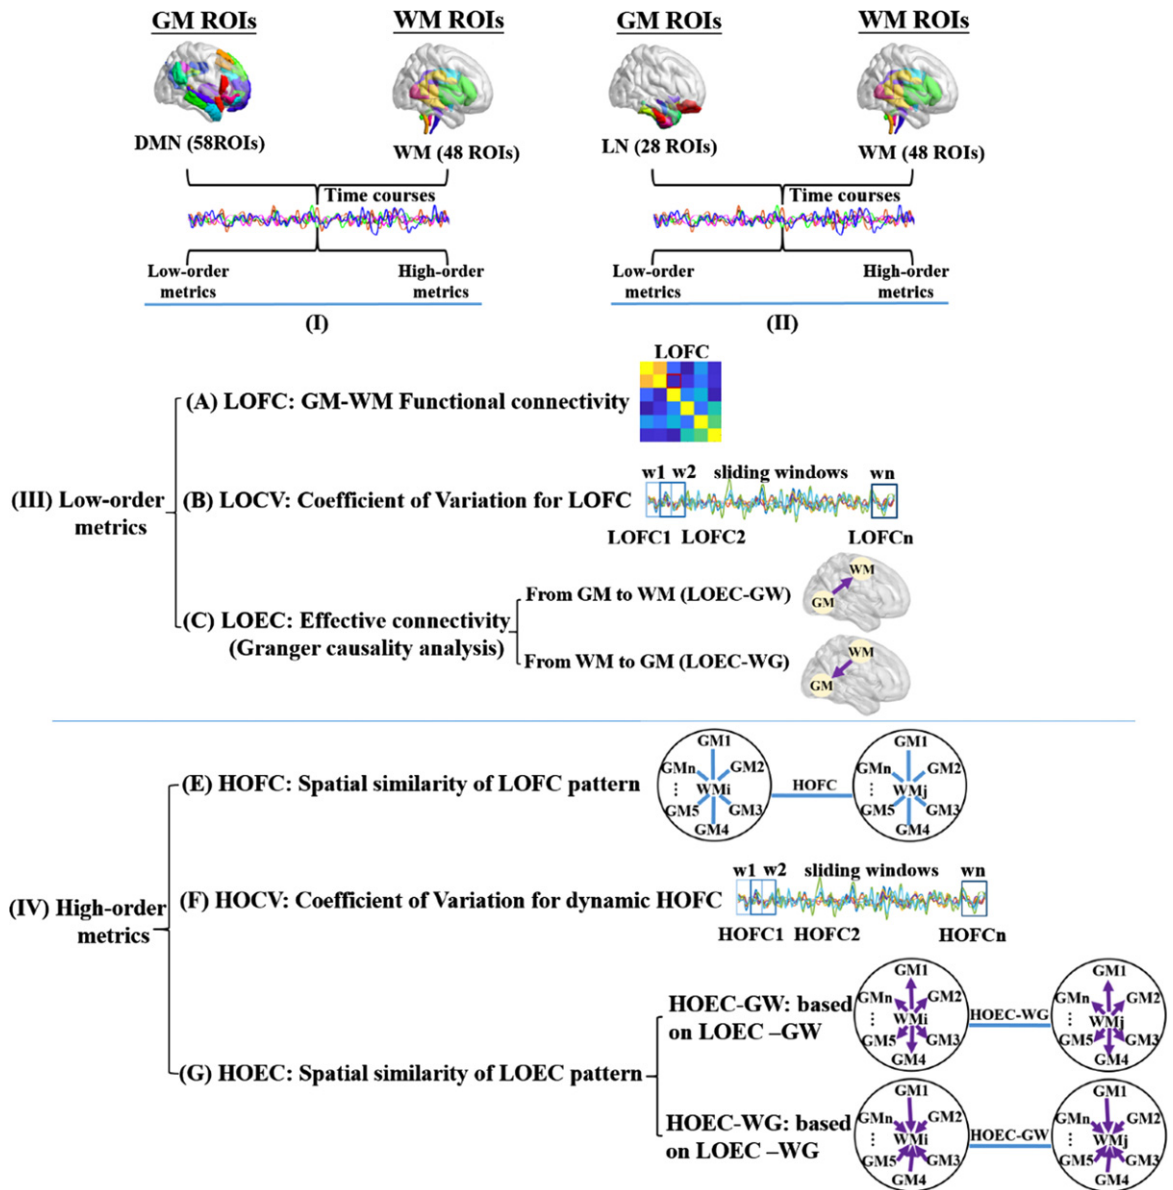 GM ROIs
WM ROIs
DMN (58ROIs)
WM (48 ROIs)
Time courses
Low-order
metrics
High-order
metrics
(I)
GM ROIs
WM ROIs
LN (28 ROIs)
WM (48 ROIs)
Time courses
Low-order
metrics
High-order
metrics
(II)
(III) Low-order
metrics
(A) LOFC: GM-WM Functional connectivity
LOFC
(B) LOCV: Coefficient of Variation for LOFC
w1 w2 sliding windows wn
LOFC1 LOFC2 LOFCn
(C) LOEC: Effective connectivity
(Granger causality analysis)
From GM to WM (LOEC-GW)
WM
GM
From WM to GM (LOEC-WG)
WM
GM
(IV) High-order
metrics
(E) HOFC: Spatial similarity of LOFC pattern
GM1
GMn GM2
⋮ WMi
GM5 GM3
GM4
HOFC
GM1
GMn GM2
⋮ WMj
GM5 GM3
GM4
(F) HOCV: Coefficient of Variation for dynamic HOFC
w1 w2 sliding windows wn
HOFC1 HOFC2 HOFCn
(G) HOEC: Spatial similarity of LOEC pattern
HOEC-GW: based
on LOEC –GW
GM1
GMn GM2
⋮ WMi
GM5 GM3
GM4
HOEC-WG
GM1
GMn GM2
⋮ WMj
GM5 GM3
GM4
HOEC-WG: based
on LOEC –WG
GM1
GMn GM2
⋮ WMi
GM5 GM3
GM4
HOEC-GW
GM1
GMn GM2
⋮ WMj
GM5 GM3
GM4